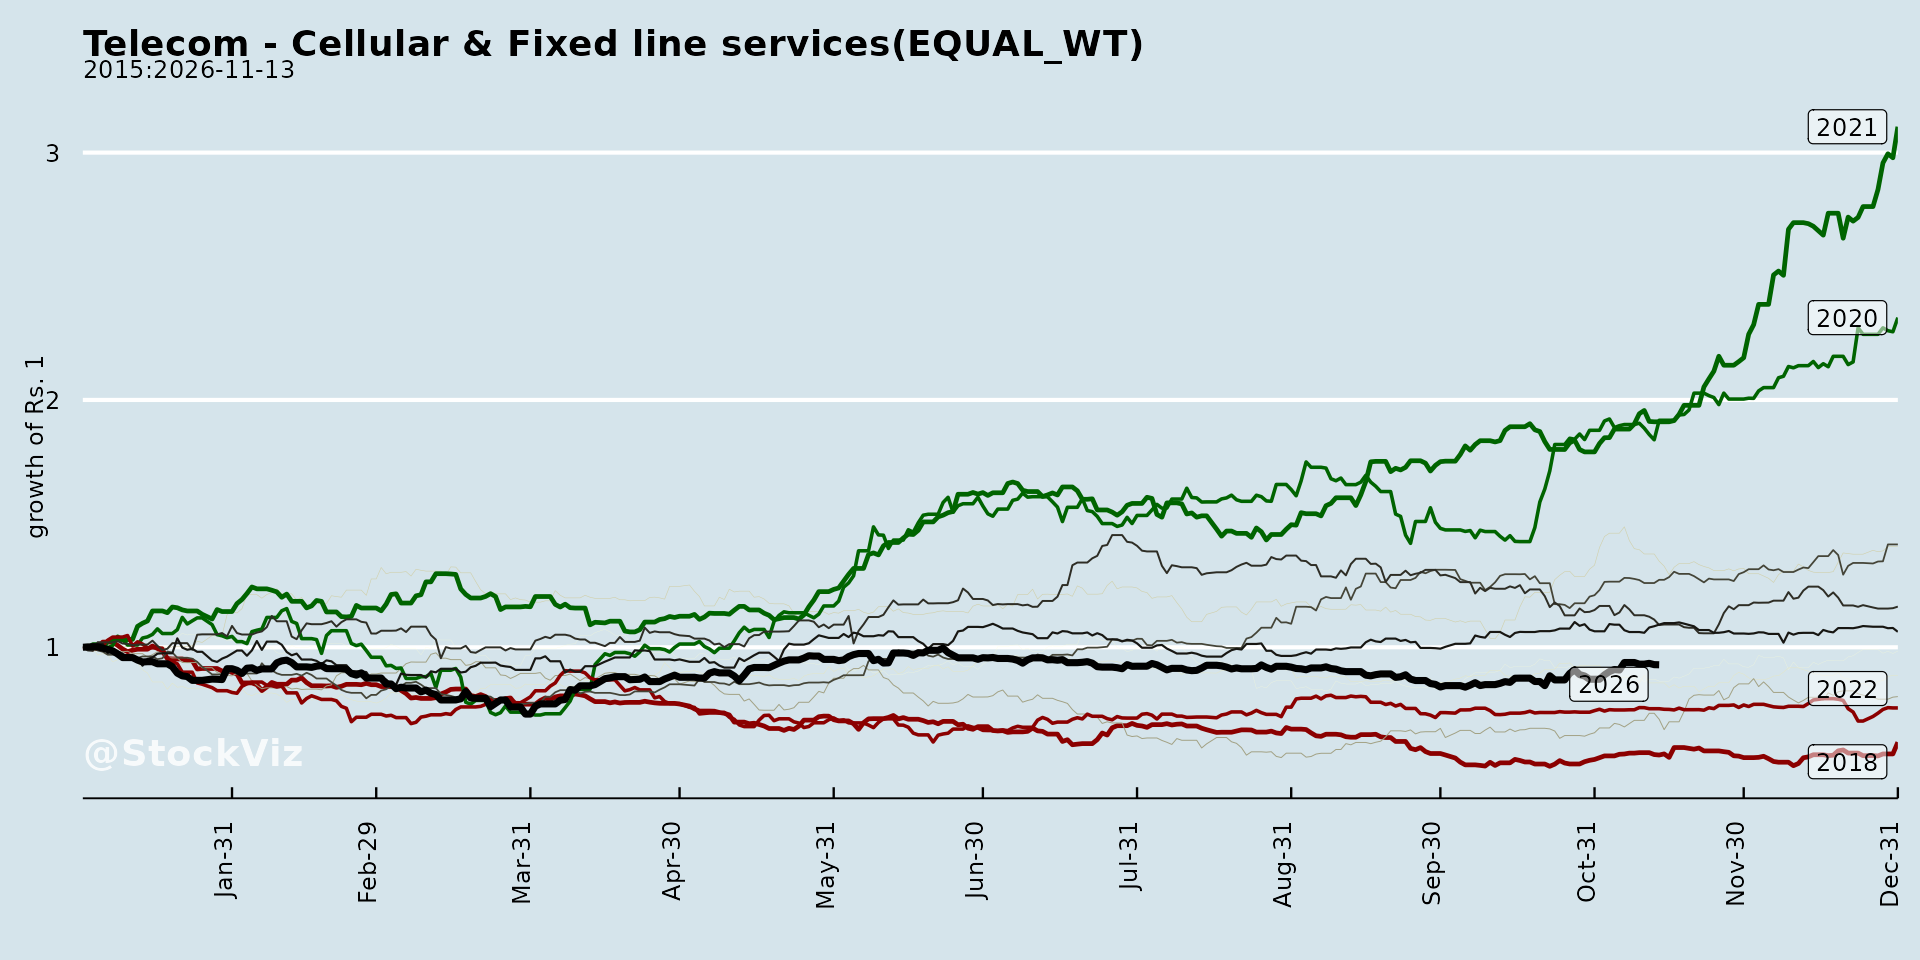 Telecom - Cellular & Fixed line services(EQUAL_WT)
2015:2026-11-13
growth of Rs. 1
3
2
1
2021
2020
2026
2022
2018
@StockViz
Jan-31
Feb-29
Mar-31
Apr-30
May-31
Jun-30
Jul-31
Aug-31
Sep-30
Oct-31
Nov-30
Dec-31